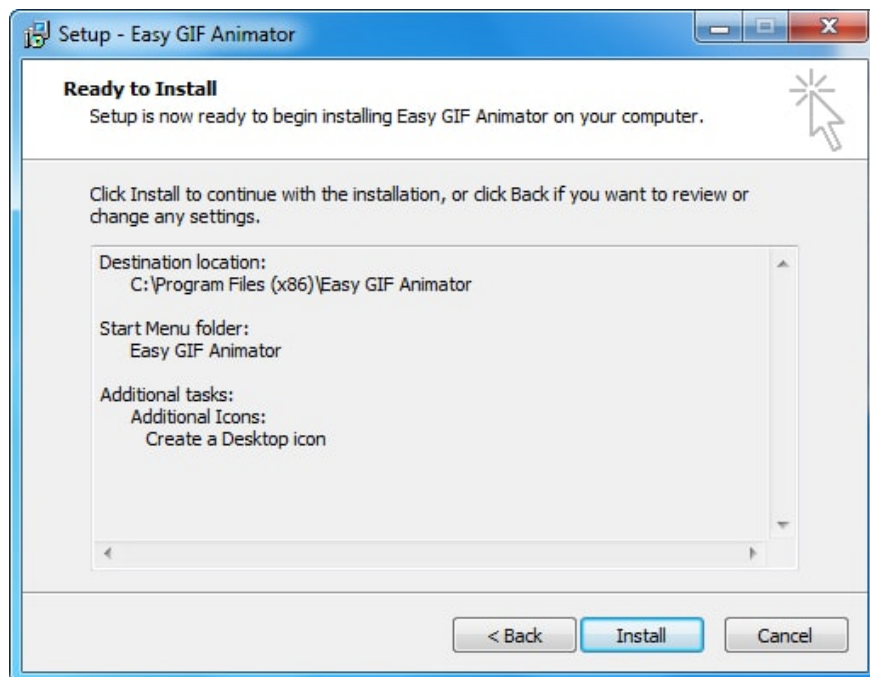 Setup - Easy GIF Animator
Ready to Install
Setup is now ready to begin installing Easy GIF Animator on your computer.
Click Install to continue with the installation, or click Back if you want to review or
change any settings.
Destination location:
C:\Program Files (x86)\Easy GIF Animator
Start Menu folder:
Easy GIF Animator
Additional tasks:
Additional Icons:
Create a Desktop icon
< Back
Install
Cancel